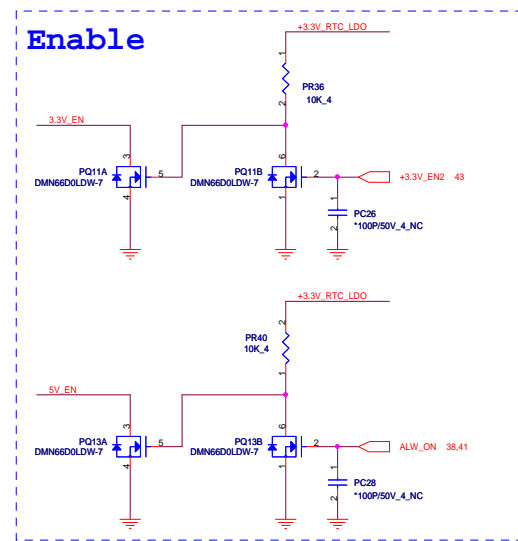 Enable
+3.3V_RTC_LDO
1
PR36
10K_4
2
3.3V_EN
3
6
PQ11A
DMN66D0LDW-7
5
PQ11B
DMN66D0LDW-7
2
+3.3V_EN2 43
4
1
1
PC26
*100P/50V_4_NC
2
+3.3V_RTC_LDO
2
PR40
10K_4
1
5V_EN
3
6
PQ13A
DMN66D0LDW-7
5
PQ13B
DMN66D0LDW-7
2
ALW_ON 38,41
4
1
1
PC28
*100P/50V_4_NC
2